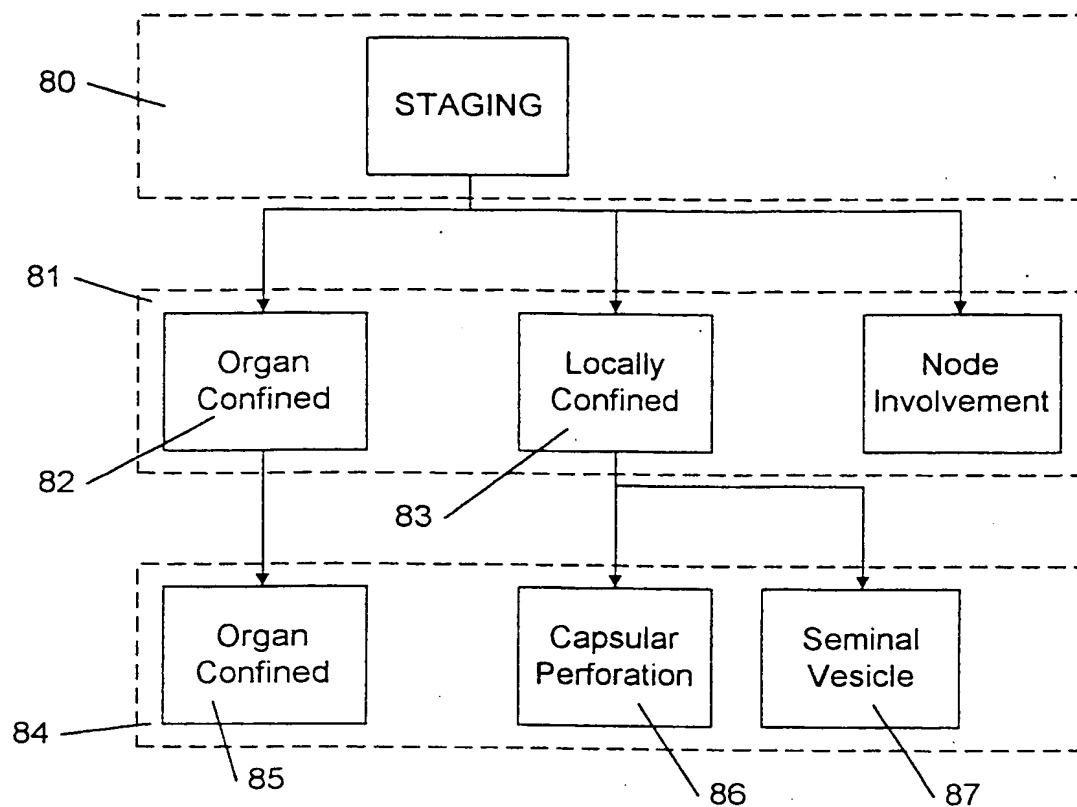 80
STAGING
81
Organ
Confined
Locally
Confined
Node
Involvement
82
83
Organ
Confined
Capsular
Perforation
Seminal
Vesicle
84
85
86
87